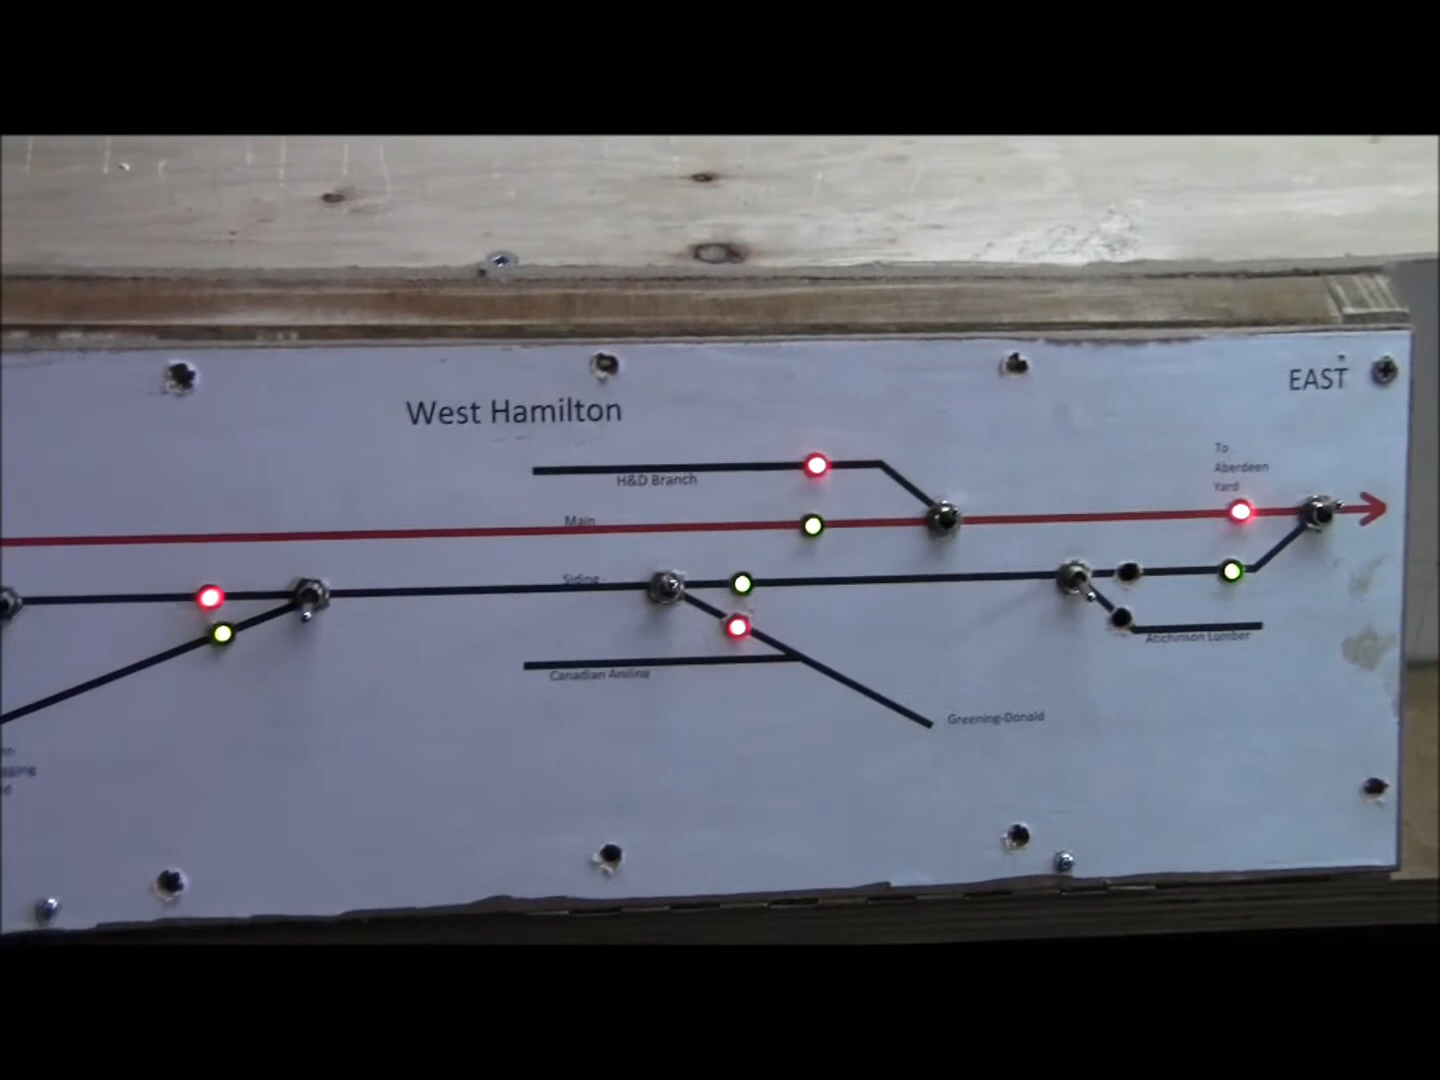 West Hamilton
EAST
To
Aberdeen
Yard
H&D Branch
Main
Siding
Canadian Aniline
Atchinson Lumber
Greening-Donald